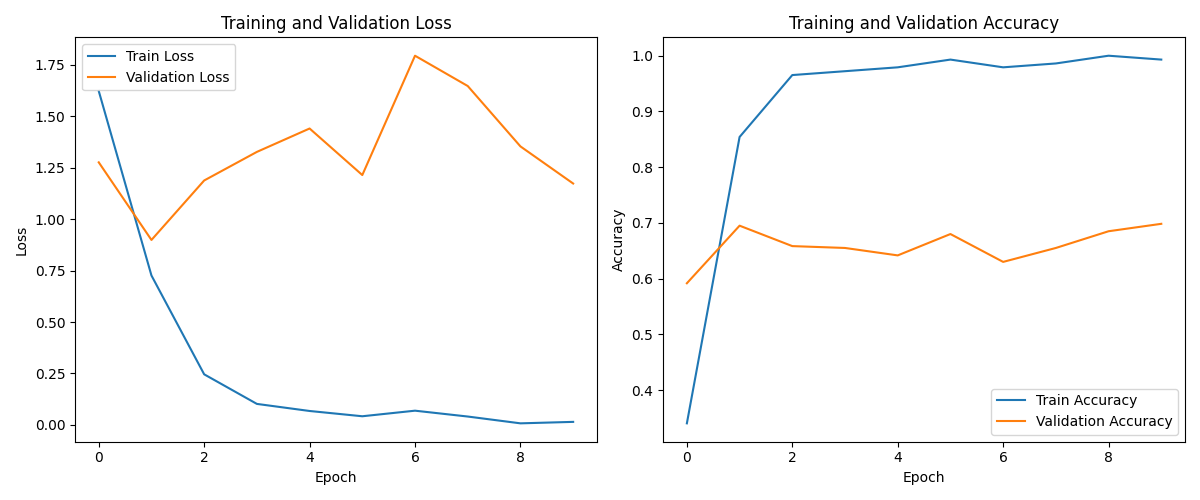 Training and Validation Loss
Train Loss
Validation Loss
1.75
1.50
1.25
1.00
0.75
0.50
0.25
0.00
Loss
0 2 4 6 8
Epoch
Training and Validation Accuracy
1.0
0.9
0.8
0.7
0.6
0.5
0.4
Accuracy
Train Accuracy
Validation Accuracy
0 2 4 6 8
Epoch